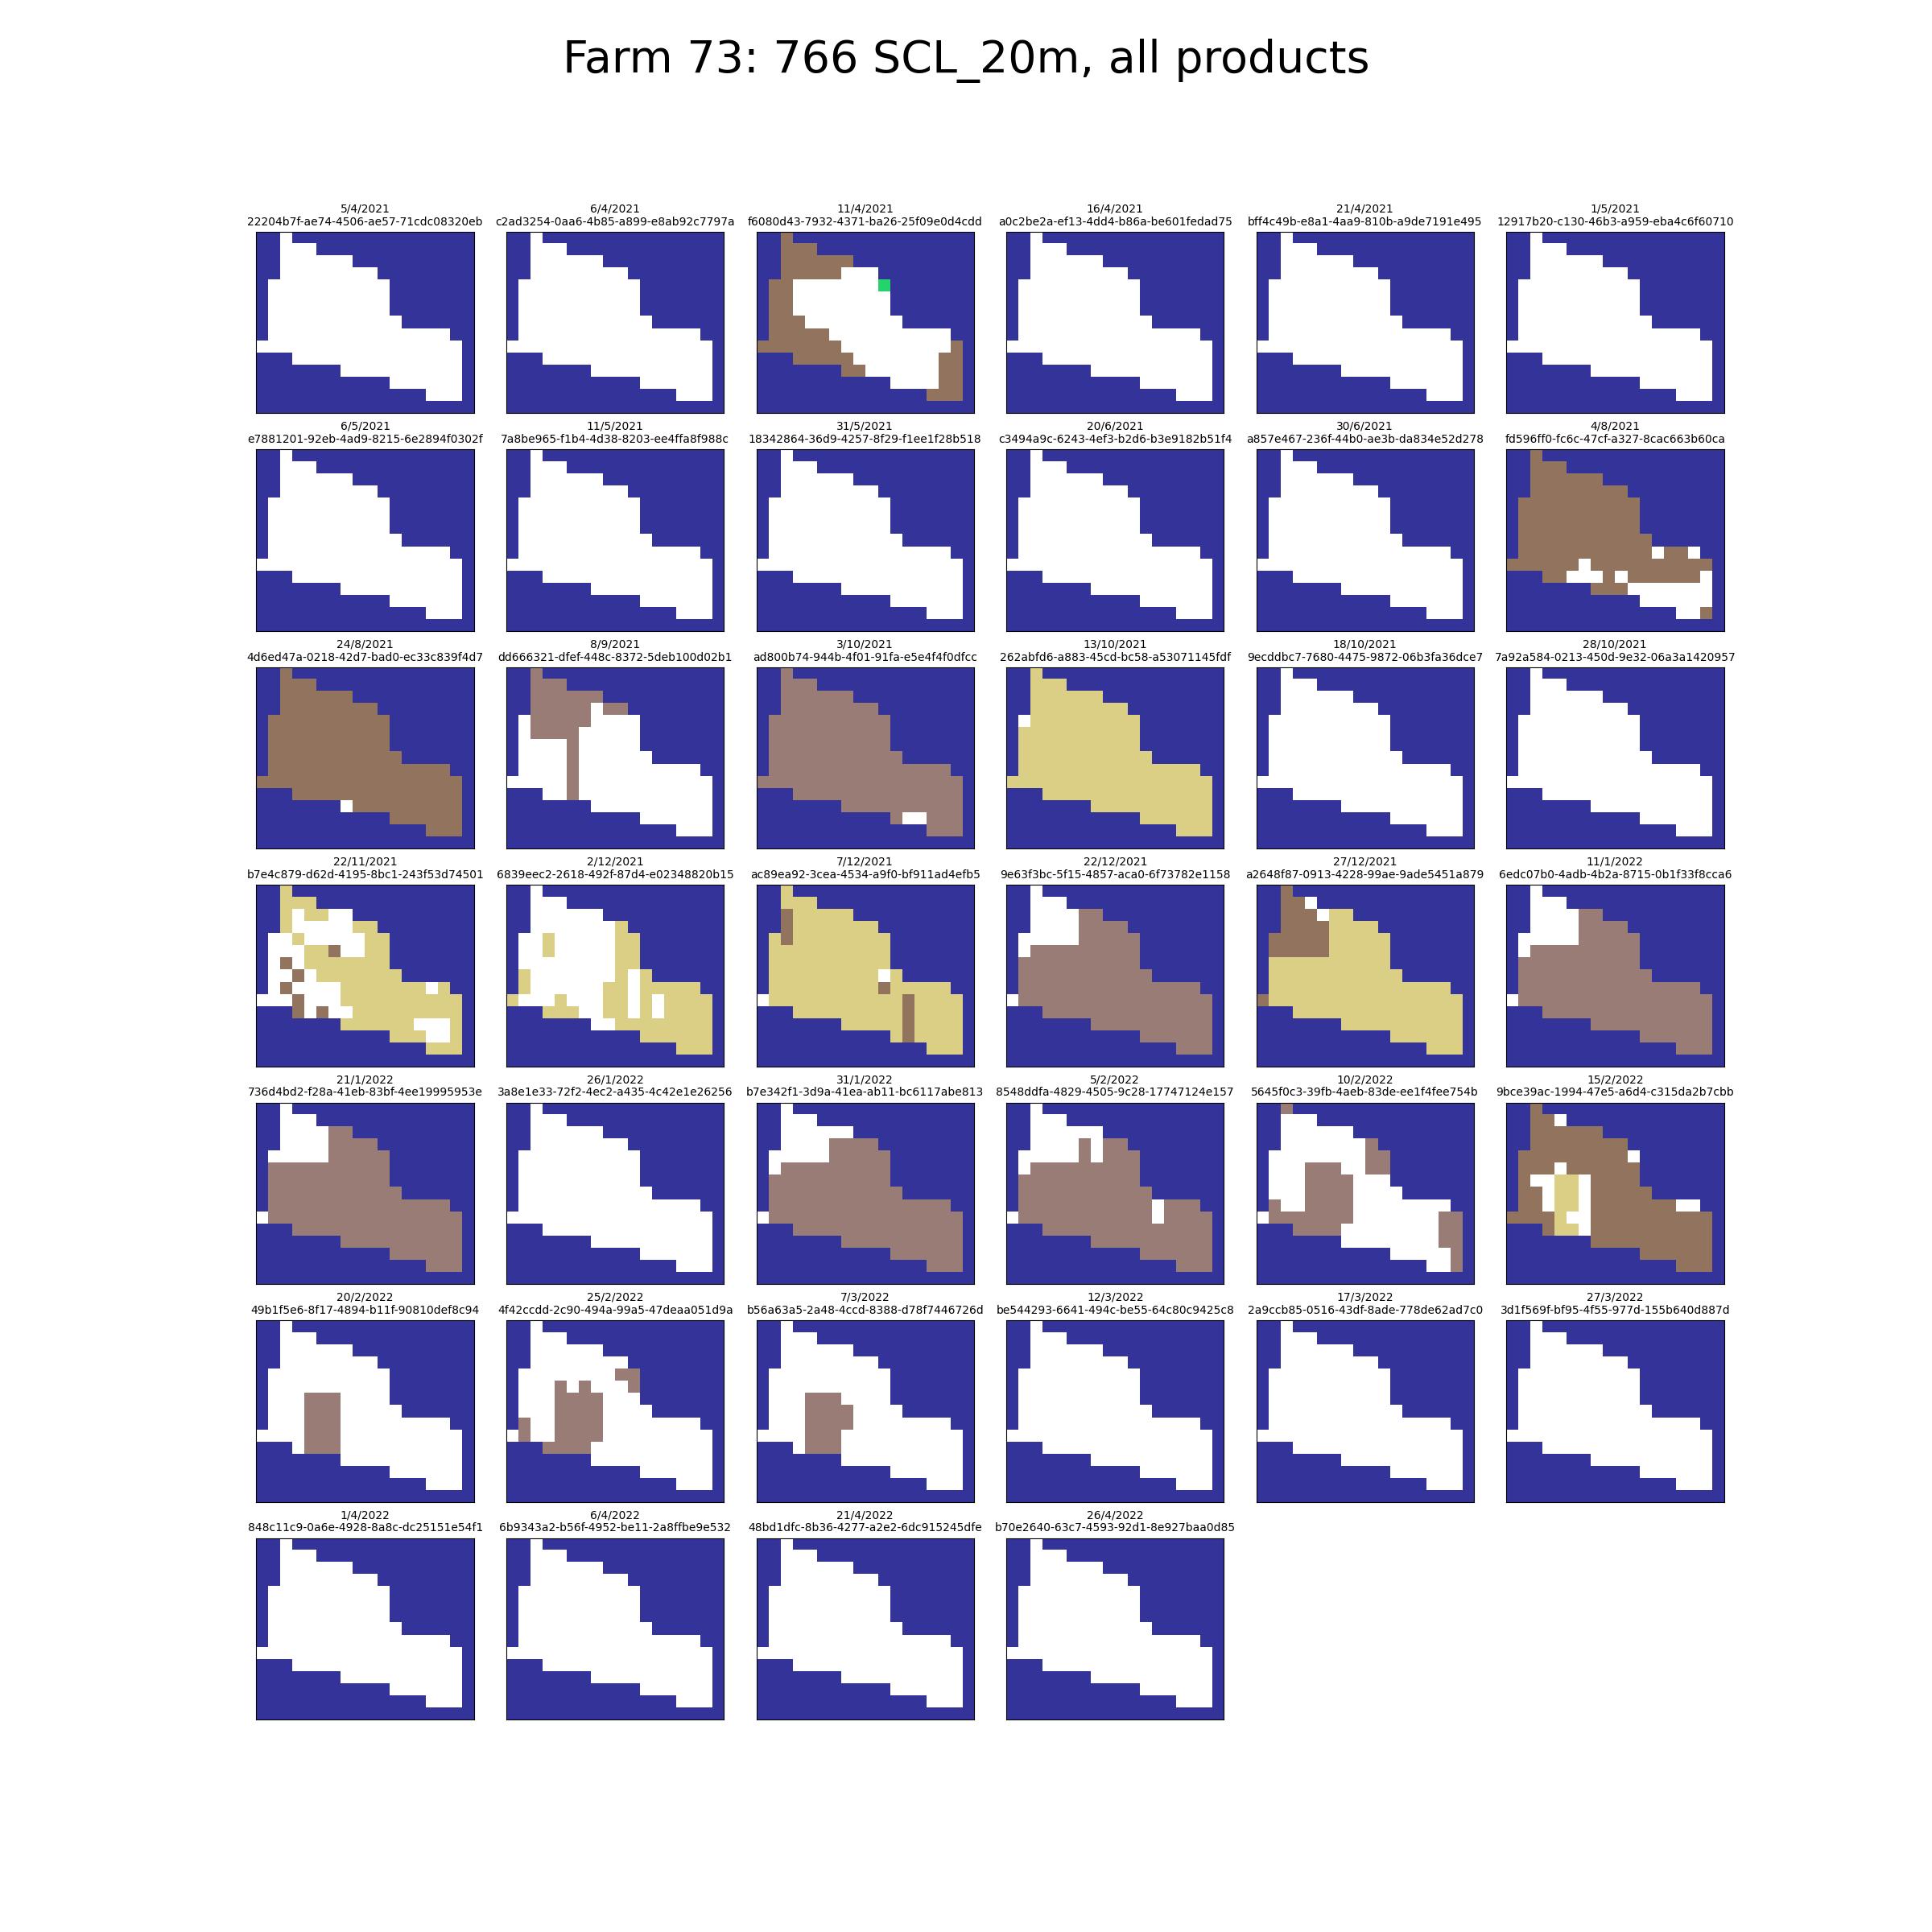 Farm 73: 766 SCL_20m, all products
5/4/2021
22204b7f-ae74-4506-ae57-71cdc08320eb
6/4/2021
c2ad3254-0aa6-4b85-a899-e8ab92c7797a
11/4/2021
f6080d43-7932-4371-ba26-25f09e0d4cdd
16/4/2021
a0c2be2a-ef13-4dd4-b86a-be601fedad75
21/4/2021
bff4c49b-e8a1-4aa9-810b-a9de7191e495
1/5/2021
12917b20-c130-46b3-a959-eba4c6f60710
6/5/2021
e7881201-92eb-4ad9-8215-6e2894f0302f
11/5/2021
7a8be965-f1b4-4d38-8203-ee4ffa8f988c
31/5/2021
18342864-36d9-4257-8f29-f1ee1f28b518
20/6/2021
c3494a9c-6243-4ef3-b2d6-b3e9182b51f4
30/6/2021
a857e467-236f-44b0-ae3b-da834e52d278
4/8/2021
fd596ff0-fc6c-47cf-a327-8cac663b60ca
24/8/2021
4d6ed47a-0218-42d7-bad0-ec33c839f4d7
8/9/2021
dd666321-dfef-448c-8372-5deb100d02b1
3/10/2021
ad800b74-944b-4f01-91fa-e5e4f4f0dfcc
13/10/2021
262abfd6-a883-45cd-bc58-a53071145fdf
18/10/2021
9ecddbc7-7680-4475-9872-06b3fa36dce7
28/10/2021
7a92a584-0213-450d-9e32-06a3a1420957
22/11/2021
b7e4c879-d62d-4195-8bc1-243f53d74501
2/12/2021
6839eec2-2618-492f-87d4-e02348820b15
7/12/2021
ac89ea92-3cea-4534-a9f0-bf911ad4efb5
22/12/2021
9e63f3bc-5f15-4857-aca0-6f73782e1158
27/12/2021
a2648f87-0913-4228-99ae-9ade5451a879
11/1/2022
6edc07b0-4adb-4b2a-8715-0b1f33f8cca6
21/1/2022
736d4bd2-f28a-41eb-83bf-4ee19995953e
26/1/2022
3a8e1e33-72f2-4ec2-a435-4c42e1e26256
31/1/2022
b7e342f1-3d9a-41ea-ab11-bc6117abe813
5/2/2022
8548ddfa-4829-4505-9c28-17747124e157
10/2/2022
5645f0c3-39fb-4aeb-83de-ee1f4fee754b
15/2/2022
9bce39ac-1994-47e5-a6d4-c315da2b7cbb
20/2/2022
49b1f5e6-8f17-4894-b11f-90810def8c94
25/2/2022
4f42ccdd-2c90-494a-99a5-47deaa051d9a
7/3/2022
b56a63a5-2a48-4ccd-8388-d78f7446726d
12/3/2022
be544293-6641-494c-be55-64c80c9425c8
17/3/2022
2a9ccb85-0516-43df-8ade-778de62ad7c0
27/3/2022
3d1f569f-bf95-4f55-977d-155b640d887d
1/4/2022
848c11c9-0a6e-4928-8a8c-dc25151e54f1
6/4/2022
6b9343a2-b56f-4952-be11-2a8ffbe9e532
21/4/2022
48bd1dfc-8b36-4277-a2e2-6dc915245dfe
26/4/2022
b70e2640-63c7-4593-92d1-8e927baa0d85